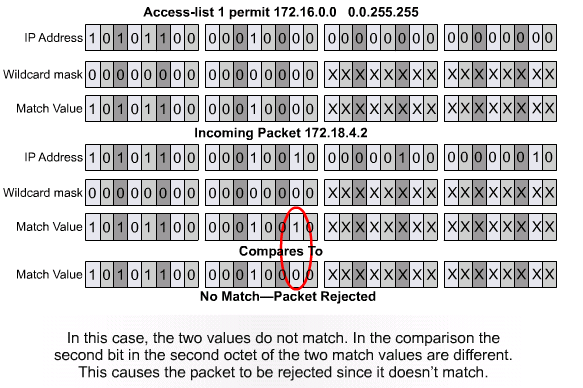 Access-list 1 permit 172.16.0.0 0.0.255.255
IP Address 1 0 1 0 1 1 0 0 0 0 0 1 0 0 0 0 0 0 0 0 0 0 0 0 0 0 0 0 0 0 0 0
Wildcard mask 0 0 0 0 0 0 0 0 0 0 0 0 0 0 0 0 X X X X X X X X X X X X X X X X
Match Value 1 0 1 0 1 1 0 0 0 0 0 1 0 0 0 0 X X X X X X X X X X X X X X X X
Incoming Packet 172.18.4.2
IP Address 1 0 1 0 1 1 0 0 0 0 0 1 0 0 1 0 0 0 0 0 0 1 0 0 0 0 0 0 0 0 1 0
Wildcard mask 0 0 0 0 0 0 0 0 0 0 0 0 0 0 0 0 X X X X X X X X X X X X X X X X
Match Value 1 0 1 0 1 1 0 0 0 0 0 1 0 0 1 0 X X X X X X X X X X X X X X X X
Compares To
Match Value 1 0 1 0 1 1 0 0 0 0 0 1 0 0 0 0 X X X X X X X X X X X X X X X X
No Match—Packet Rejected
In this case, the two values do not match. In the comparison the
second bit in the second octet of the two match values are different.
This causes the packet to be rejected since it doesn't match.